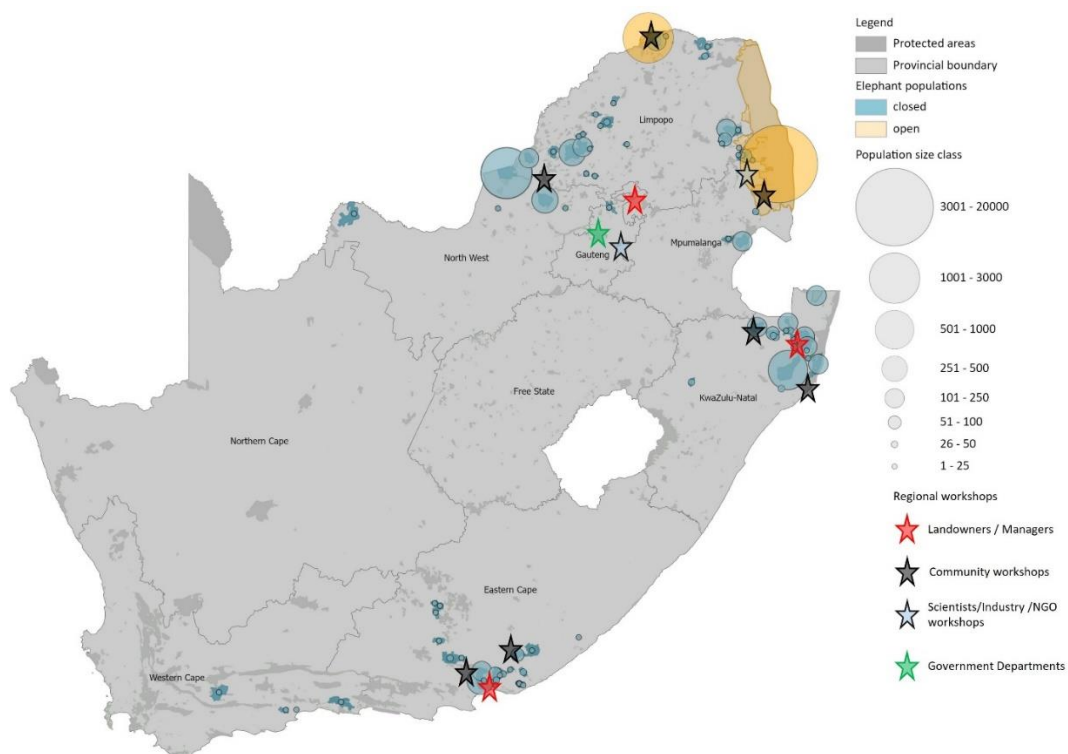 Legend
Protected areas
Provincial boundary
Elephant populations
closed
open
Population size class
3001 - 20000
1001 - 3000
501 - 1000
251 - 500
101 - 250
51 - 100
26 - 50
1 - 25
Regional workshops
Landowners / Managers
Community workshops
Scientists/Industry /NGO
workshops
Government Departments
Limpopo
North West
Gauteng
Mpumalanga
Free State
KwaZulu-Natal
Northern Cape
Eastern Cape
Western Cape